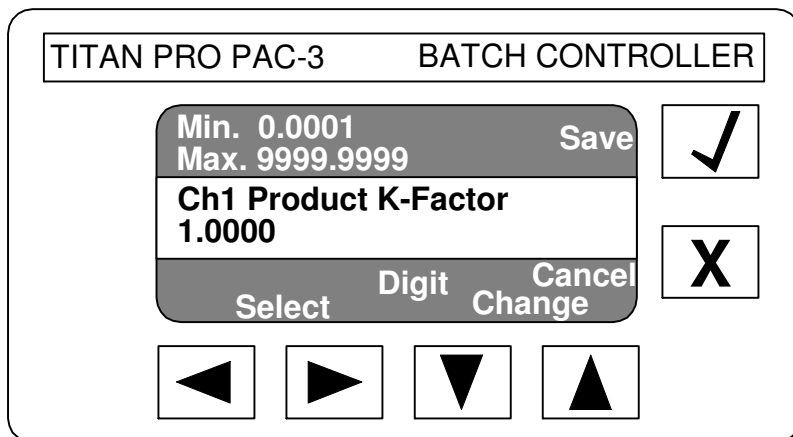 TITAN PRO PAC-3 BATCH CONTROLLER
Min. 0.0001
Save
Max. 9999.9999
Ch1 Product K-Factor
1.0000
Digit Cancel
Select Change
X